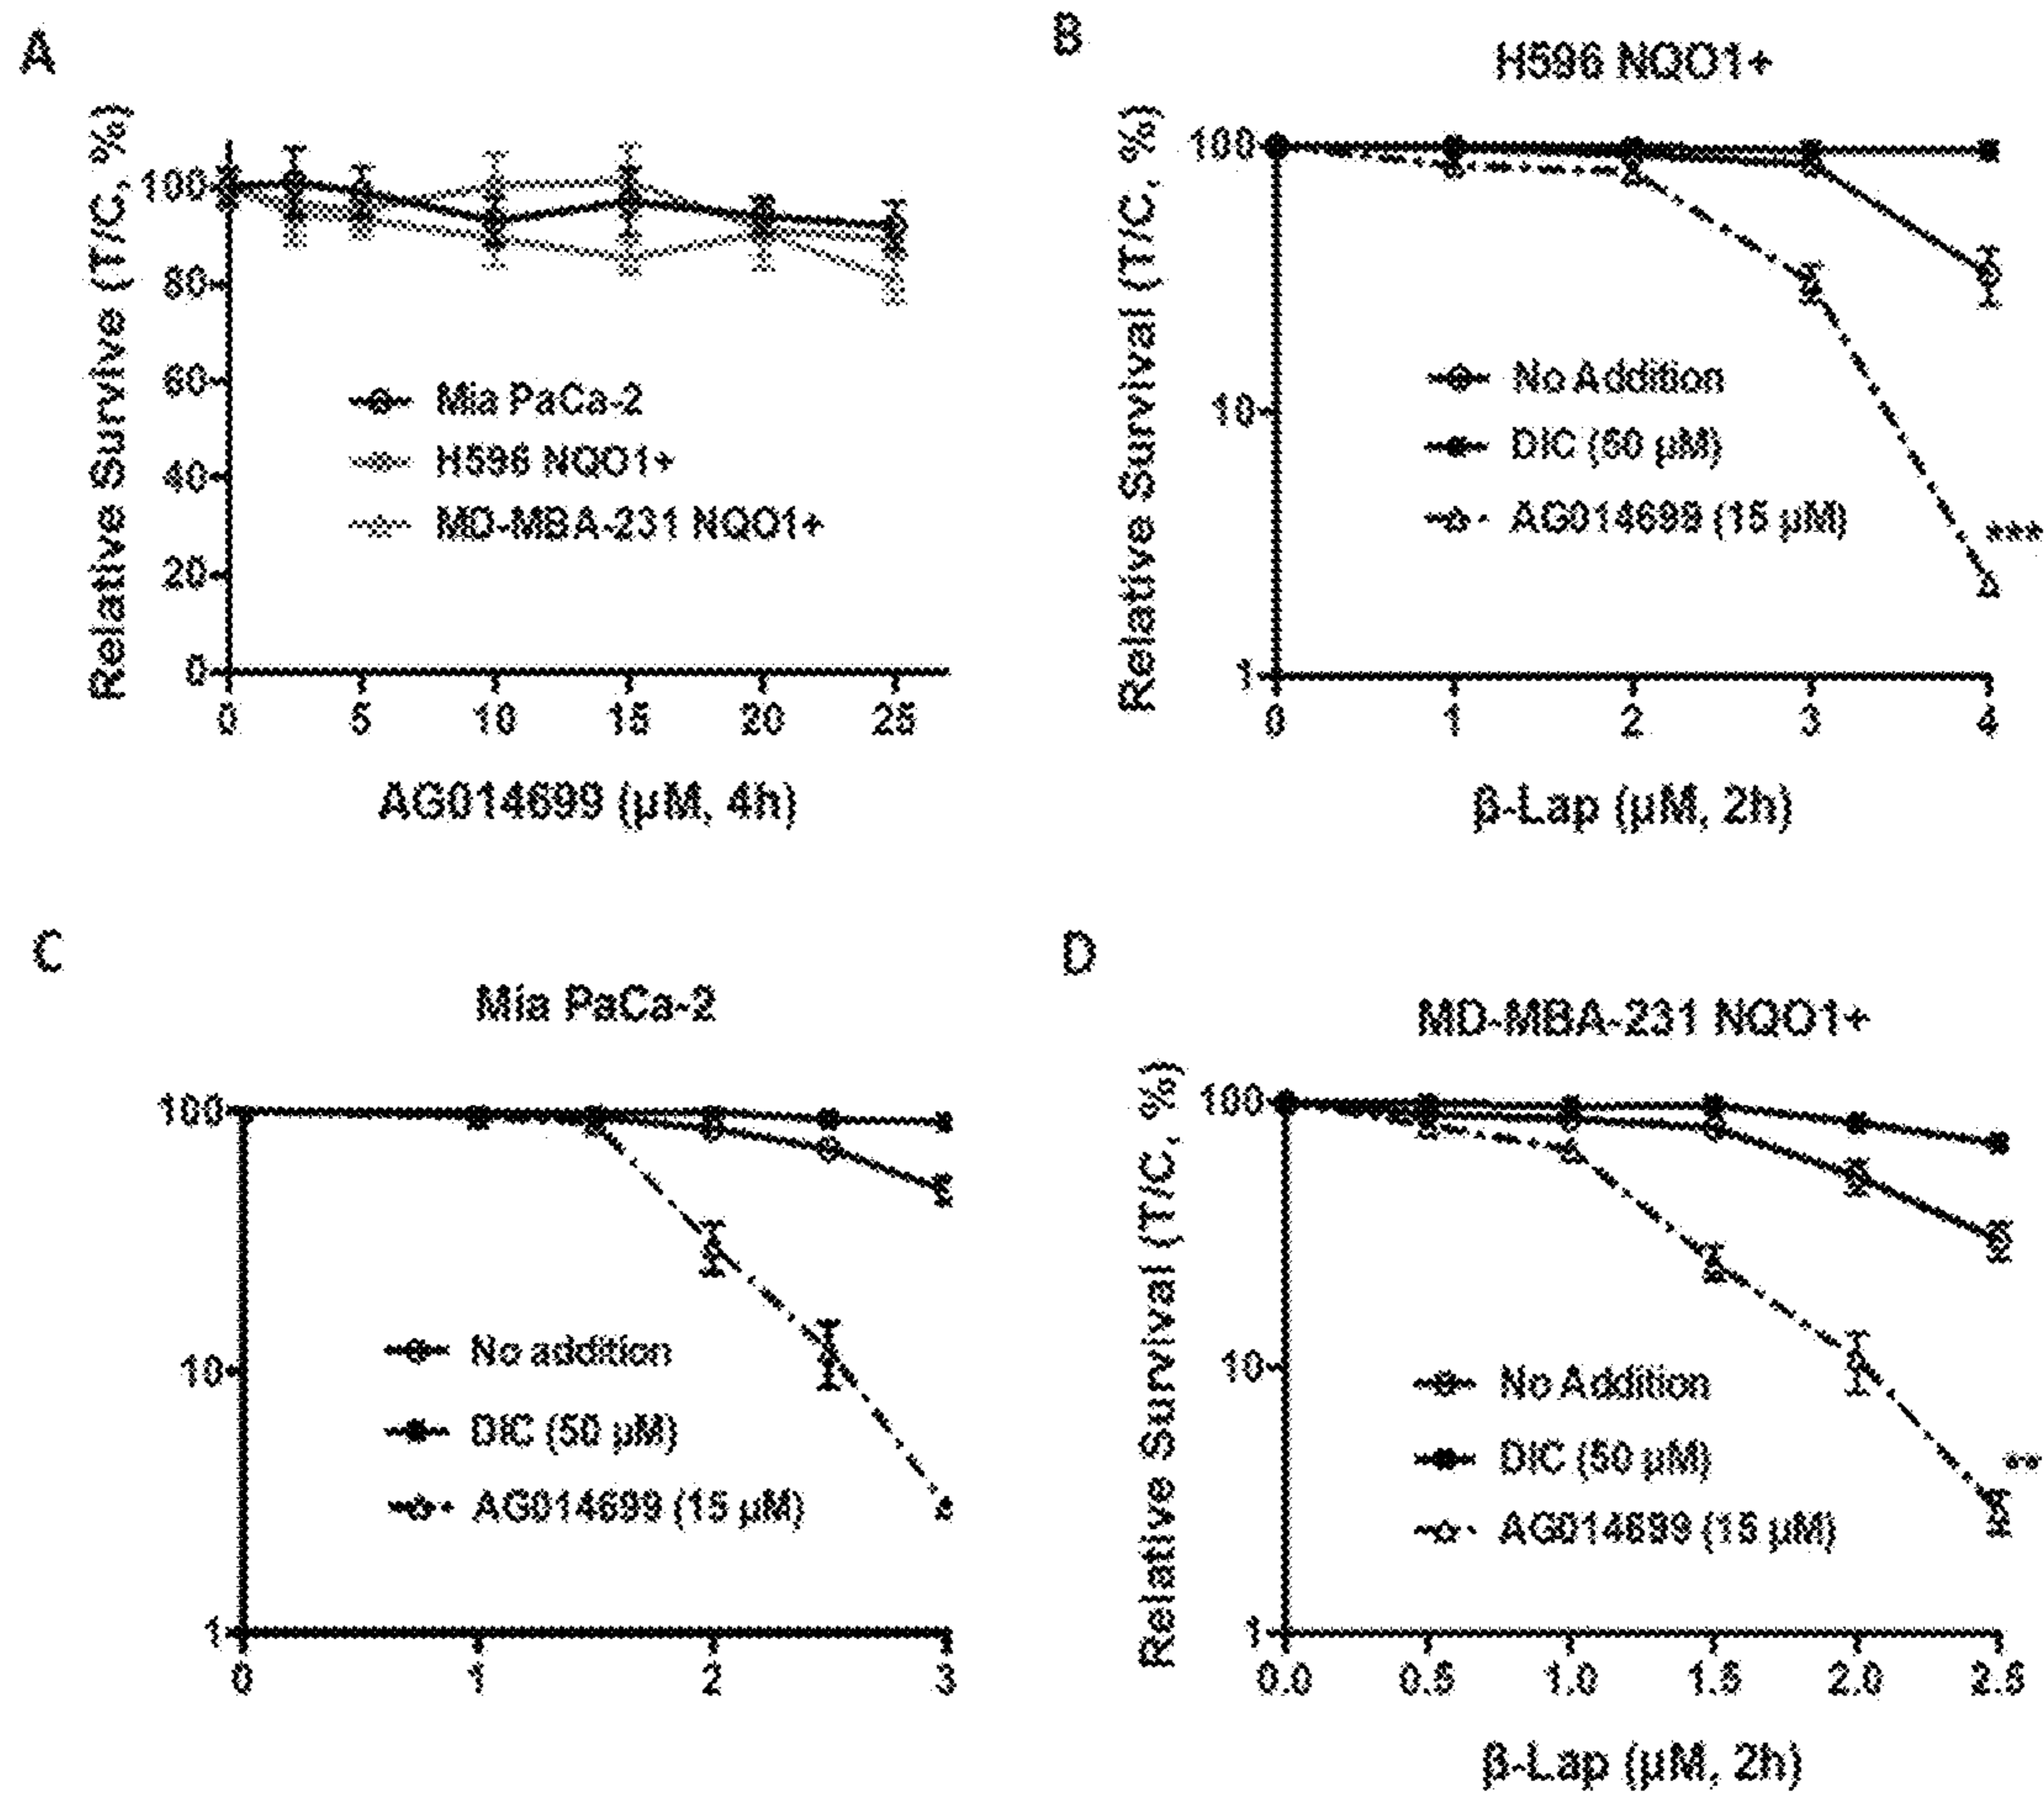 A
Relative Survive (T/C, %)
100
80
60
40
20
0
Mia PaCa-2
H596 NQO1+
MD-MBA-231 NQO1+
0 5 10 15 20 25
AG014699 (µM, 4h)
B
H596 NQO1+
Relative Survival (T/C, %)
100
10
1
No Addition
DIC (50 µM)
AG014699 (15 µM)
***
0 1 2 3 4
β-Lap (µM, 2h)
C
Mia PaCa-2
100
10
1
No addition
DIC (50 µM)
AG014699 (15 µM)
0 1 2 3
D
MD-MBA-231 NQO1+
Relative Survival (T/C, %)
100
10
1
No Addition
DIC (50 µM)
AG014699 (15 µM)
**
0.0 0.5 1.0 1.5 2.0 2.5
β-Lap (µM, 2h)